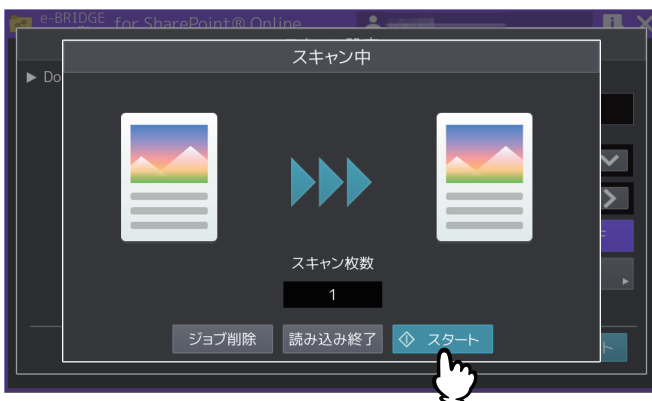 e-BRIDGE for SharePoint® Online
スキャン中
▶ Do
スキャン枚数
1
ジョブ削除
読み込み終了
スタート
ト